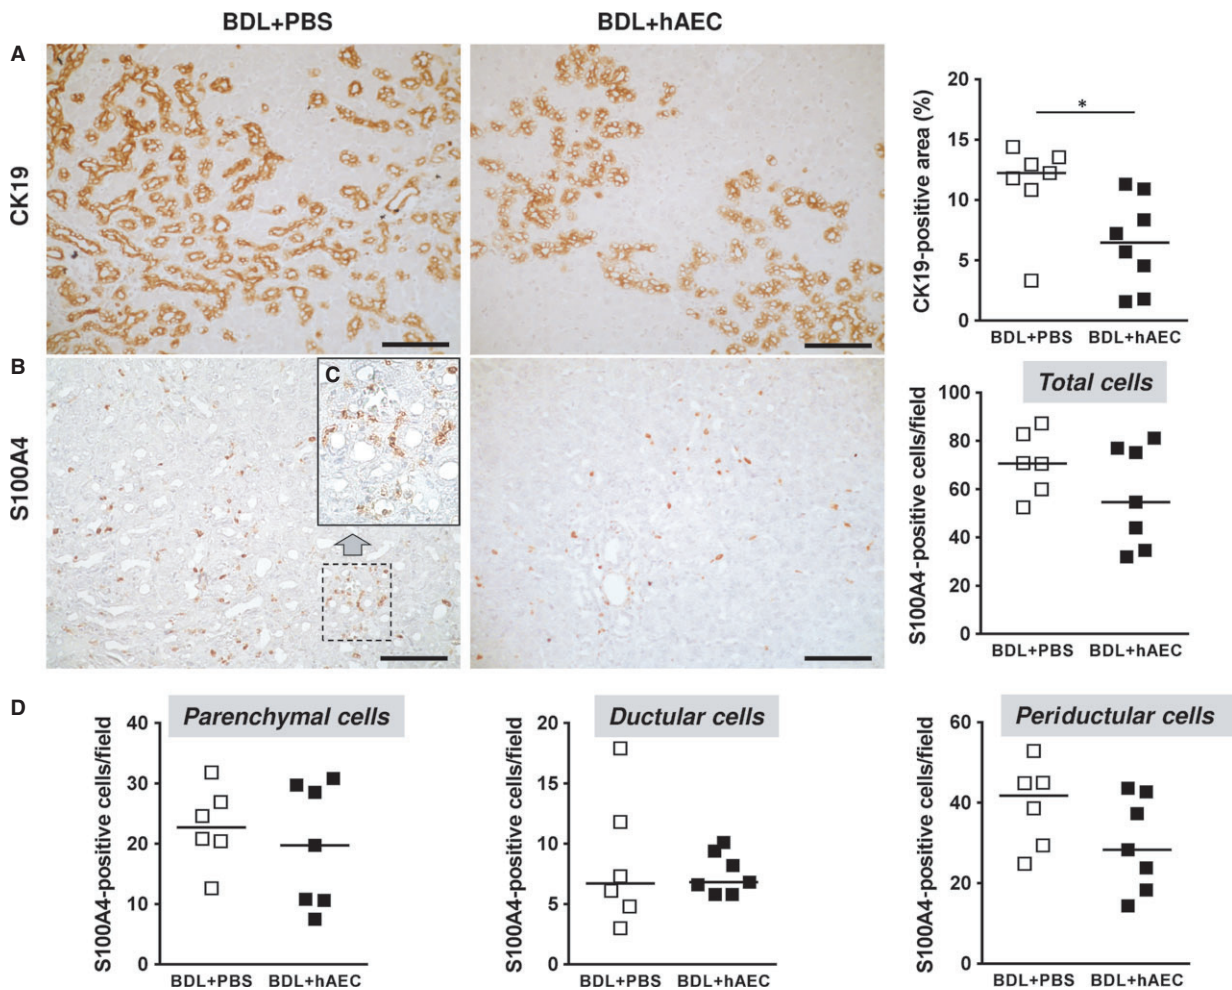 BDL+PBS
BDL+hAEC
A
CK19
CK19-positive area (%)
20
15
10
5
0
*
BDL+PBS
BDL+hAEC
B
C
S100A4
Total cells
S100A4-positive cells/field
100
80
60
40
20
0
BDL+PBS
BDL+hAEC
D
Parenchymal cells
S100A4-positive cells/field
40
30
20
10
0
BDL+PBS
BDL+hAEC
Ductular cells
S100A4-positive cells/field
20
15
10
5
0
BDL+PBS
BDL+hAEC
Periductular cells
S100A4-positive cells/field
60
40
20
0
BDL+PBS
BDL+hAEC